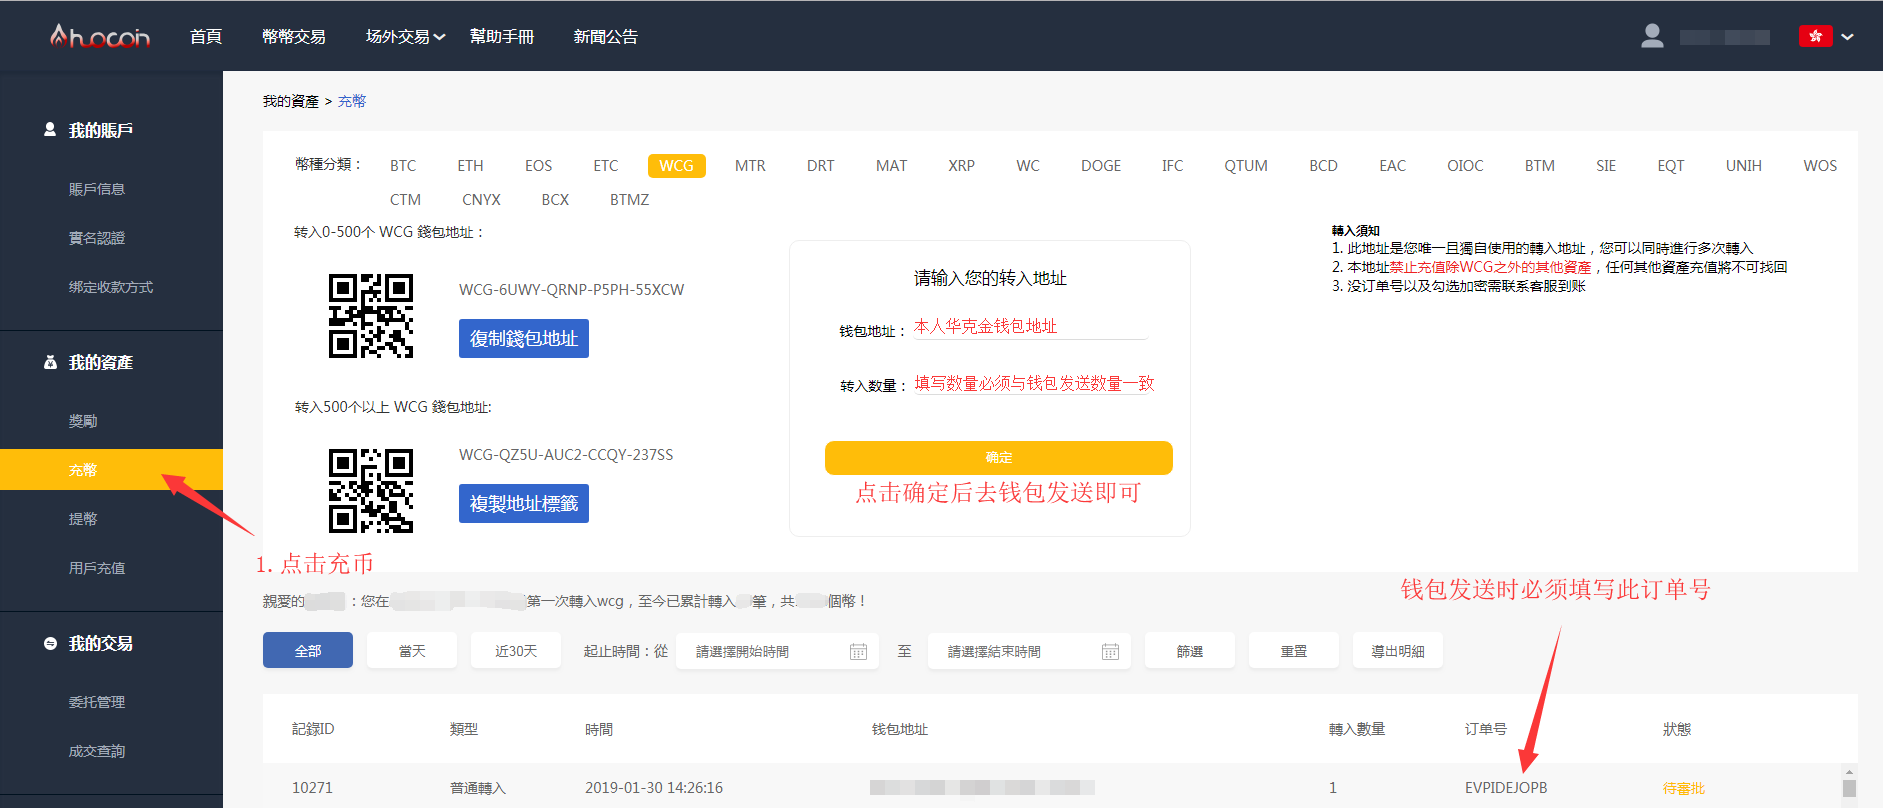 Ahuocoin 首頁 幣幣交易 场外交易 幫助手冊 新聞公告
我的賬戶
賬戶信息
實名認證
绑定收款方式
我的資產
獎勵
充幣
提幣
用戶充值
我的交易
委托管理
成交查詢
我的資產 > 充幣
幣種分類： BTC ETH EOS ETC WCG MTR DRT MAT XRP WC DOGE IFC QTUM BCD EAC OIOC BTM SIE EQT UNIH WOS
CTM CNYX BCX BTMZ
转入0-500个 WCG 錢包地址：
WCG-6UWY-QRNP-P5PH-55XCW
復制錢包地址
转入500个以上 WCG 錢包地址:
WCG-QZ5U-AUC2-CCQY-237SS
複製地址標籤
请输入您的转入地址
钱包地址： 本人华克金钱包地址
转入数量： 填写数量必须与钱包发送数量一致
确定
点击确定后去钱包发送即可
轉入須知
1. 此地址是您唯一且獨自使用的轉入地址，您可以同時進行多次轉入
2. 本地址禁止充值除WCG之外的其他資產，任何其他資產充值將不可找回
3. 没订单号以及勾选加密需联系客服到账
1. 点击充币
钱包发送时必须填写此订单号
親愛的 ：您在 第一次轉入wcg，至今已累計轉入 筆，共 個幣！
全部 當天 近30天 起止時間：從 請選擇開始時間 至 請選擇結束時間 篩選 重置 導出明細
記錄ID 類型 時間 钱包地址 轉入數量 订单号 狀態
10271 普通轉入 2019-01-30 14:26:16 1 EVPIDEJOPB 待審批